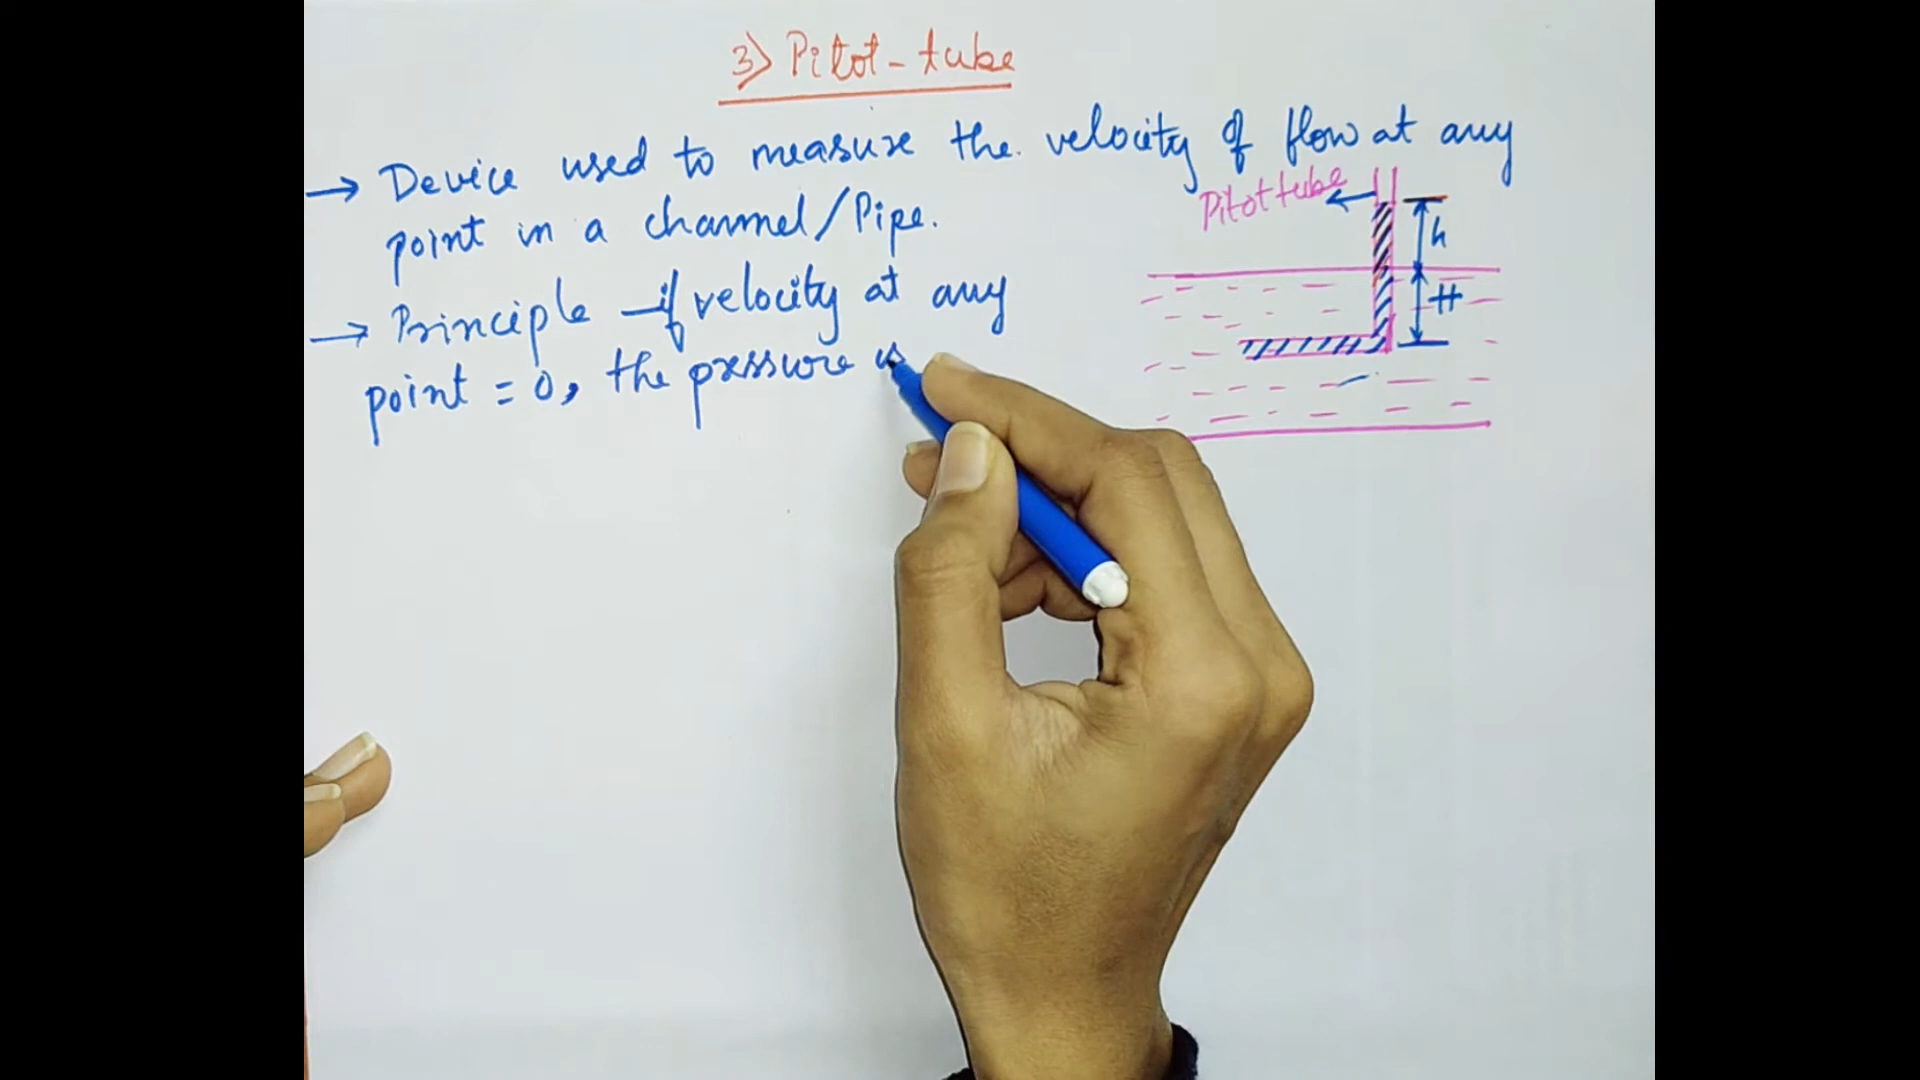 3) Pitot-tube
→ Device used to measure the velocity of flow at any
point in a channel/Pipe.
Pitot tube
h
H
→ Principle - if velocity at any
point = 0, the pressure is